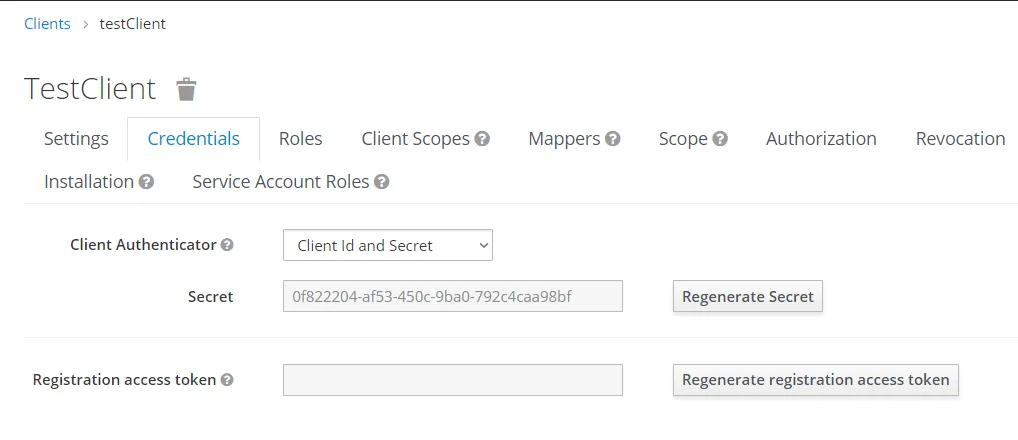 Clients > testClient
TestClient
Settings Credentials Roles Client Scopes Mappers Scope Authorization Revocation
Installation Service Account Roles
Client Authenticator Client Id and Secret
Secret 0f822204-af53-450c-9ba0-792c4caa98bf Regenerate Secret
Registration access token Regenerate registration access token